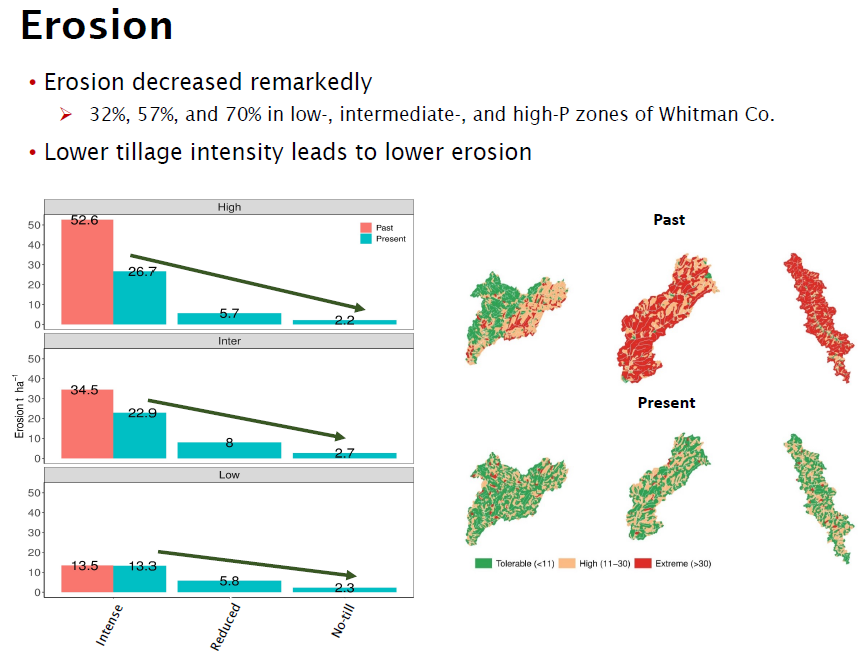 Erosion
• Erosion decreased remarkedly
➢ 32%, 57%, and 70% in low-, intermediate-, and high-P zones of Whitman Co.
• Lower tillage intensity leads to lower erosion
High
50
40
30
20
10
0
52.6
26.7
5.7
2.2
Past
Present
Inter
50
40
30
20
10
0
34.5
22.9
8
2.7
Erosion t ha⁻¹
Low
50
40
30
20
10
0
13.5
13.3
5.8
2.3
Intense
Reduced
No-till
Past
Present
Tolerable (<11) High (11−30) Extreme (>30)